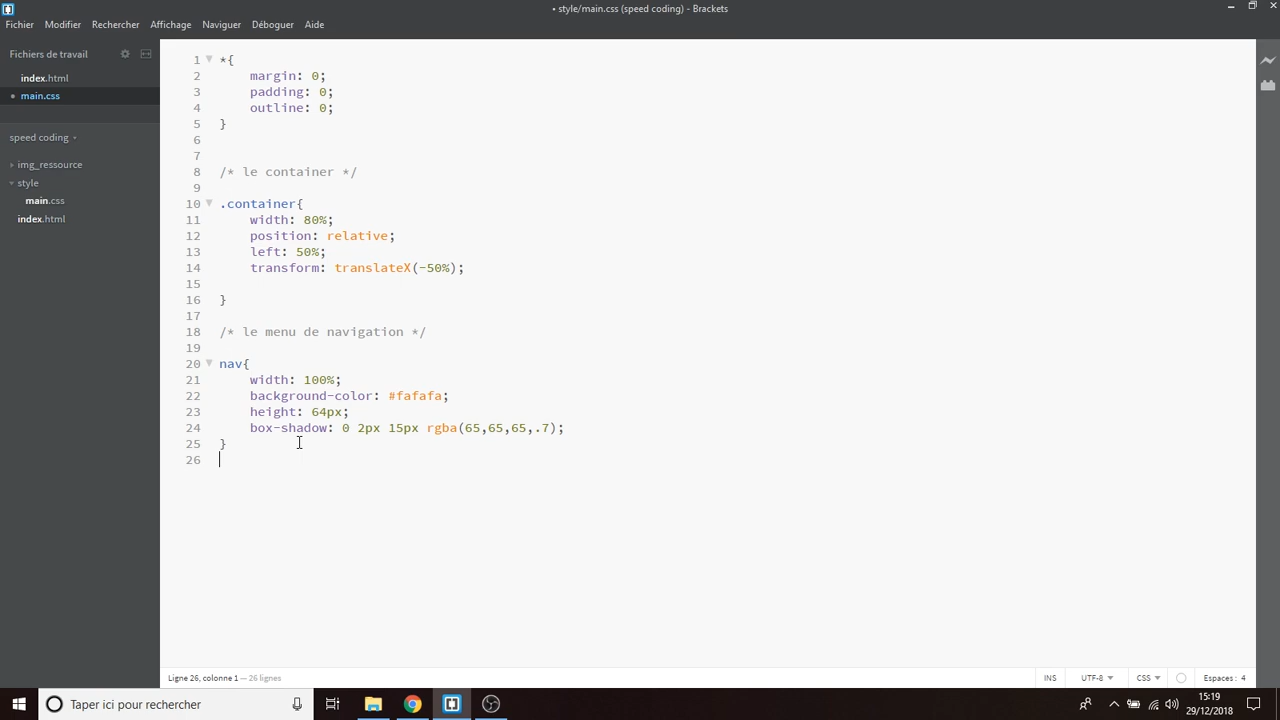 • style/main.css (speed coding) - Brackets
Fichier Modifier Rechercher Affichage Naviguer Déboguer Aide
Fichiers de travail
index.html
• main.css
speed coding
img_ressource
style
main.css
index.html
1 *{
2 margin: 0;
3 padding: 0;
4 outline: 0;
5 }
6
7
8 /* le container */
9
10 .container{
11 width: 80%;
12 position: relative;
13 left: 50%;
14 transform: translateX(-50%);
15
16 }
17
18 /* le menu de navigation */
19
20 nav{
21 width: 100%;
22 background-color: #fafafa;
23 height: 64px;
24 box-shadow: 0 2px 15px rgba(65,65,65,.7);
25 }
26
Ligne 26, colonne 1 — 26 lignes
INS UTF-8 CSS Espaces : 4
Taper ici pour rechercher
15:19
29/12/2018